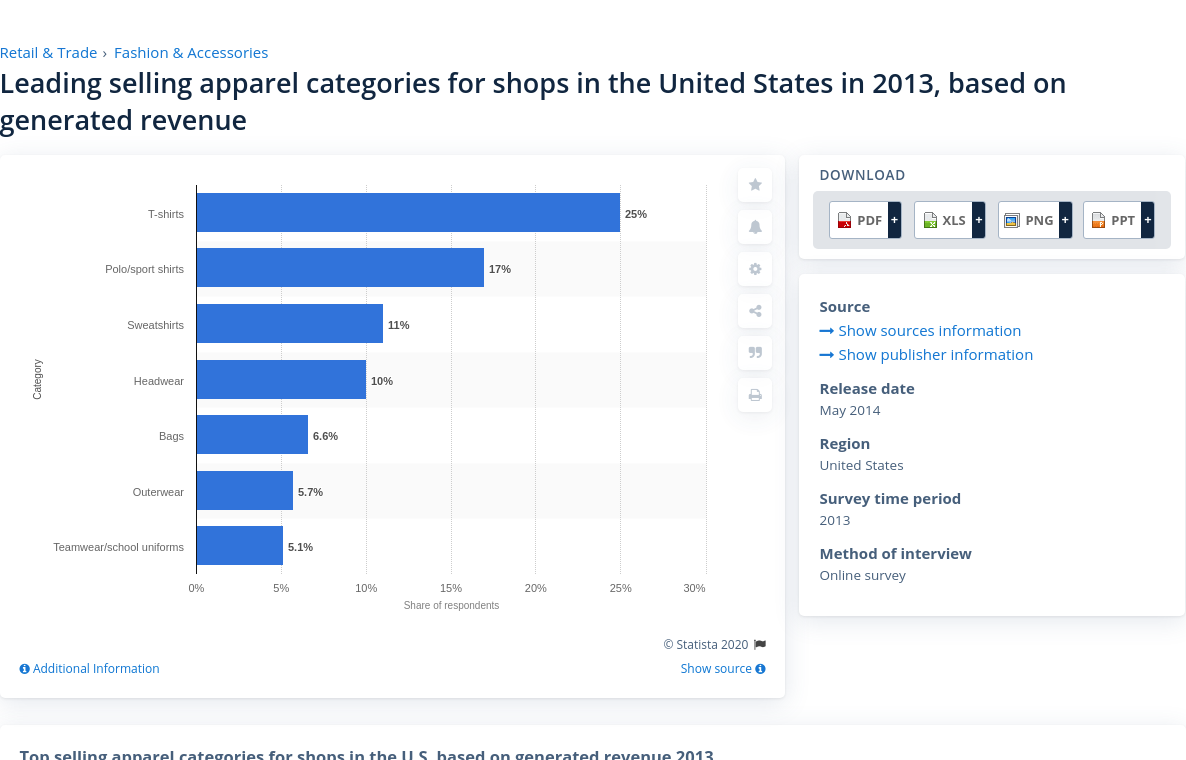 Retail & Trade › Fashion & Accessories
Leading selling apparel categories for shops in the United States in 2013, based on
generated revenue
T-shirts
25%
Polo/sport shirts
17%
Sweatshirts
11%
Headwear
10%
Bags
6.6%
Outerwear
5.7%
Teamwear/school uniforms
5.1%
Category
0% 5% 10% 15% 20% 25% 30%
Share of respondents
© Statista 2020
Additional Information
Show source
DOWNLOAD
PDF + XLS + PNG + PPT +
Source
Show sources information
Show publisher information
Release date
May 2014
Region
United States
Survey time period
2013
Method of interview
Online survey
Top selling apparel categories for shops in the U.S. based on generated revenue 2013